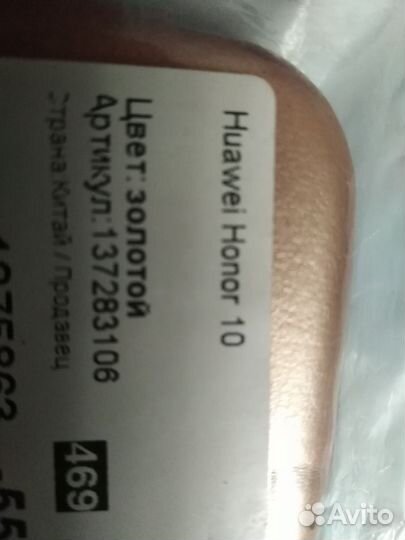 Huawei Honor 10
Цвет: золотой
Артикул:137283106
Страна Китай / Продавец
469
Avito